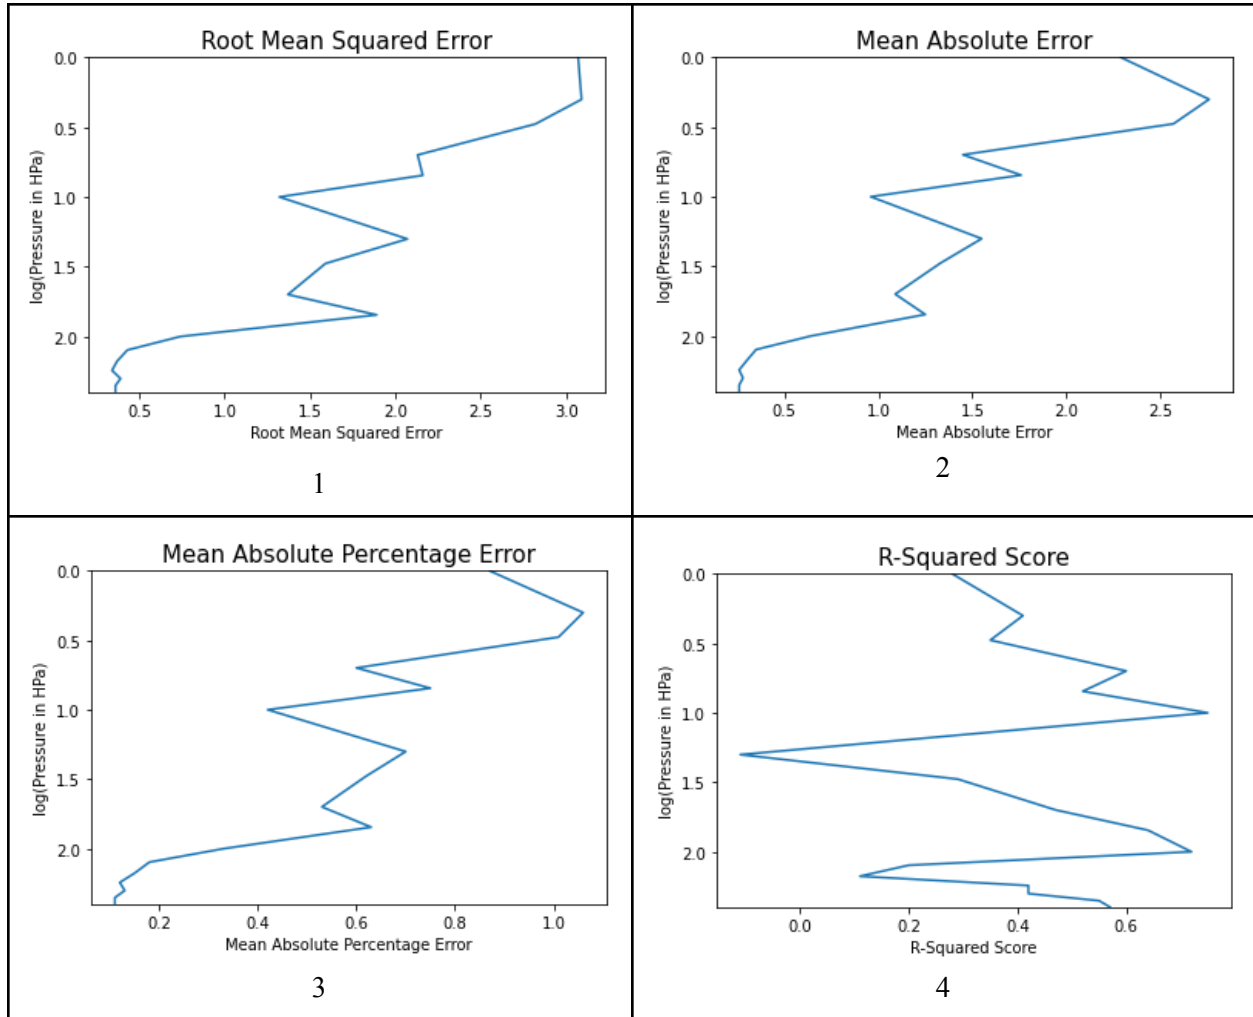 Root Mean Squared Error
0.0
0.5
1.0
1.5
2.0
log(Pressure in HPa)
0.5 1.0 1.5 2.0 2.5 3.0
Root Mean Squared Error
1
Mean Absolute Error
0.0
0.5
1.0
1.5
2.0
log(Pressure in HPa)
0.5 1.0 1.5 2.0 2.5
Mean Absolute Error
2
Mean Absolute Percentage Error
0.0
0.5
1.0
1.5
2.0
log(Pressure in HPa)
0.2 0.4 0.6 0.8 1.0
Mean Absolute Percentage Error
3
R-Squared Score
0.0
0.5
1.0
1.5
2.0
log(Pressure in HPa)
0.0 0.2 0.4 0.6
R-Squared Score
4